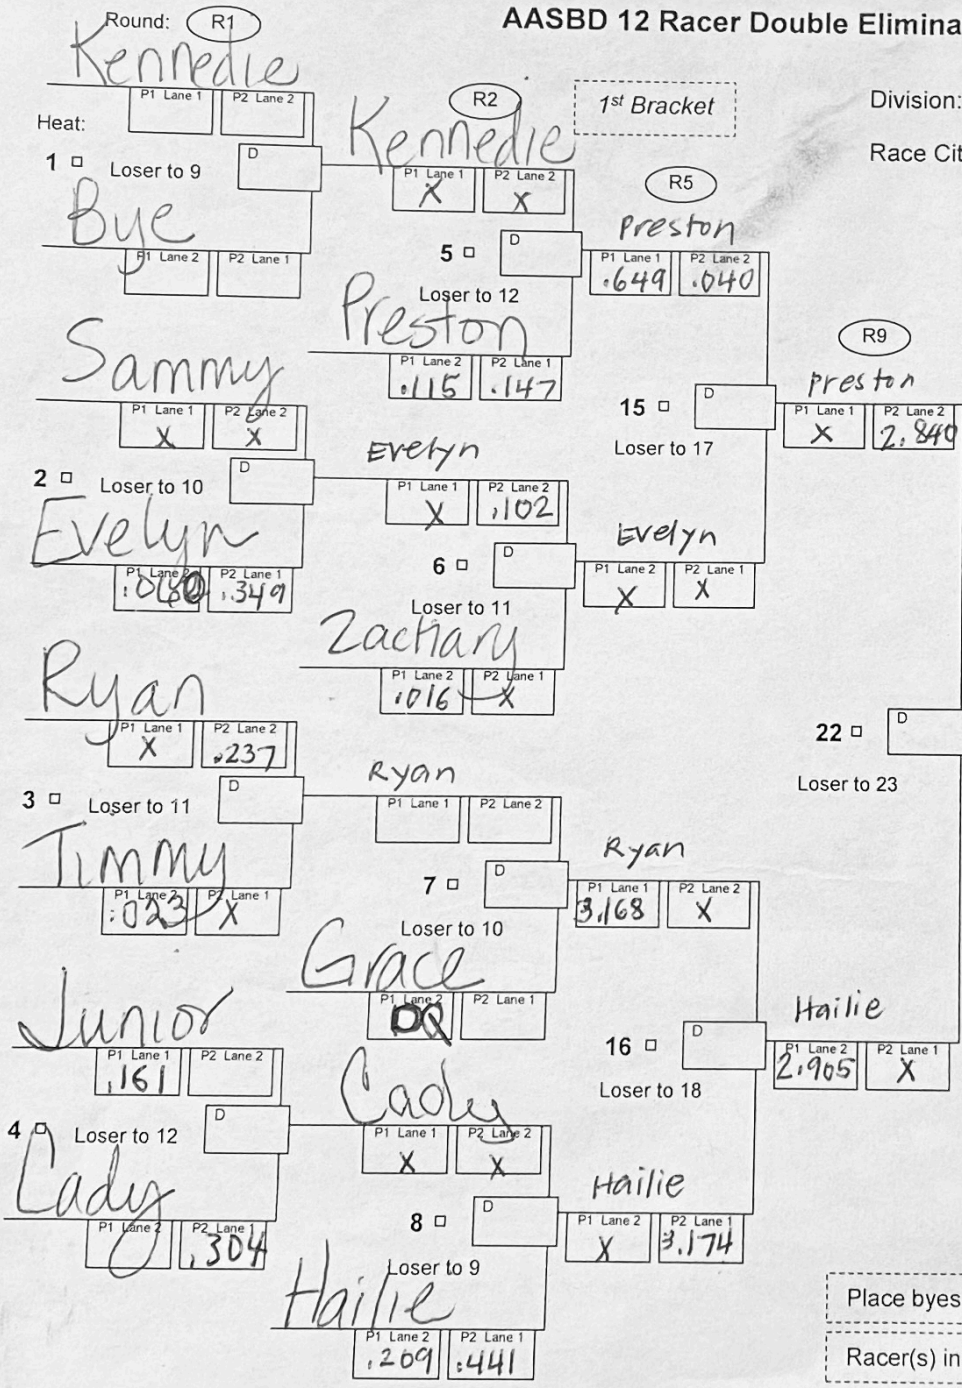 Round: R1
AASBD 12 Racer Double Elimina
Kennedie
P1 Lane 1 P2 Lane 2
R2
1st Bracket
Division:
Heat:
Kennedie
Race Cit
1 Loser to 9 D
P1 Lane 1 P2 Lane 2
X X
R5
Bye
Preston
P1 Lane 2 P2 Lane 1
5 D
P1 Lane 1 P2 Lane 2
.649 .040
Loser to 12
Preston
R9
Sammy
P1 Lane 2 P2 Lane 1
.115 .147
Preston
P1 Lane 1 P2 Lane 2
X X
15 D
P1 Lane 1 P2 Lane 2
X 2.840
Loser to 17
Evelyn
2 Loser to 10 D
P1 Lane 1 P2 Lane 2
X .102
Evelyn
Evelyn
P1 Lane 2 P2 Lane 1
.349
6 D
P1 Lane 2 P2 Lane 1
X X
Loser to 11
Zachary
Ryan
P1 Lane 2 P2 Lane 1
.016 X
P1 Lane 1 P2 Lane 2
X .237
22 D
Loser to 23
Ryan
3 Loser to 11 D
P1 Lane 1 P2 Lane 2
Timmy
Ryan
P1 Lane 2 P2 Lane 1
.023 X
7 D
P1 Lane 1 P2 Lane 2
3.168 X
Loser to 10
Grace
Junior
P1 Lane 2 P2 Lane 1
DQ
Hailie
P1 Lane 1 P2 Lane 2
.161
16 D
P1 Lane 2 P2 Lane 1
2.905 X
Loser to 18
Cady
4 Loser to 12 D
P1 Lane 1 P2 Lane 2
X X
Cady
Hailie
P1 Lane 2 P2 Lane 1
.304
8 D
P1 Lane 2 P2 Lane 1
X 3.174
Loser to 9
Hailie
P1 Lane 2 P2 Lane 1
.209 .441
Place byes
Racer(s) in